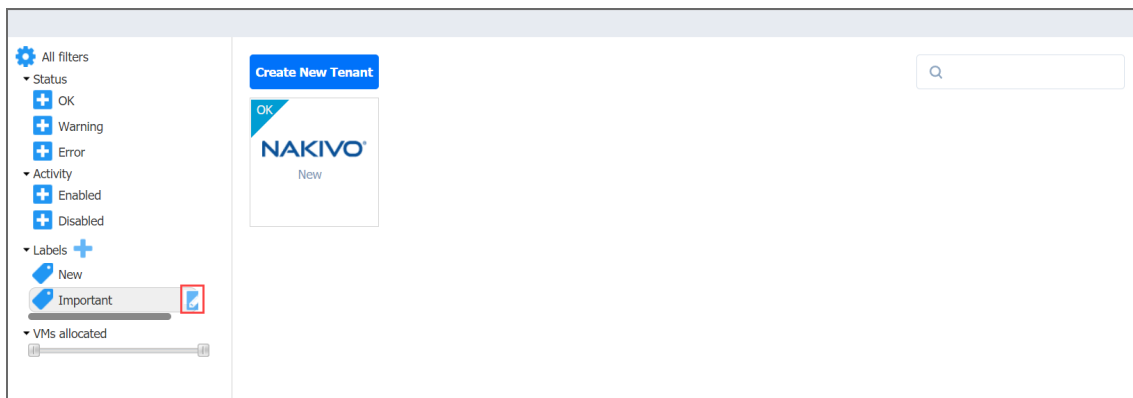 All filters
Status
OK
Warning
Error
Activity
Enabled
Disabled
Labels
New
Important
VMs allocated
Create New Tenant
OK
NAKIVO®
New